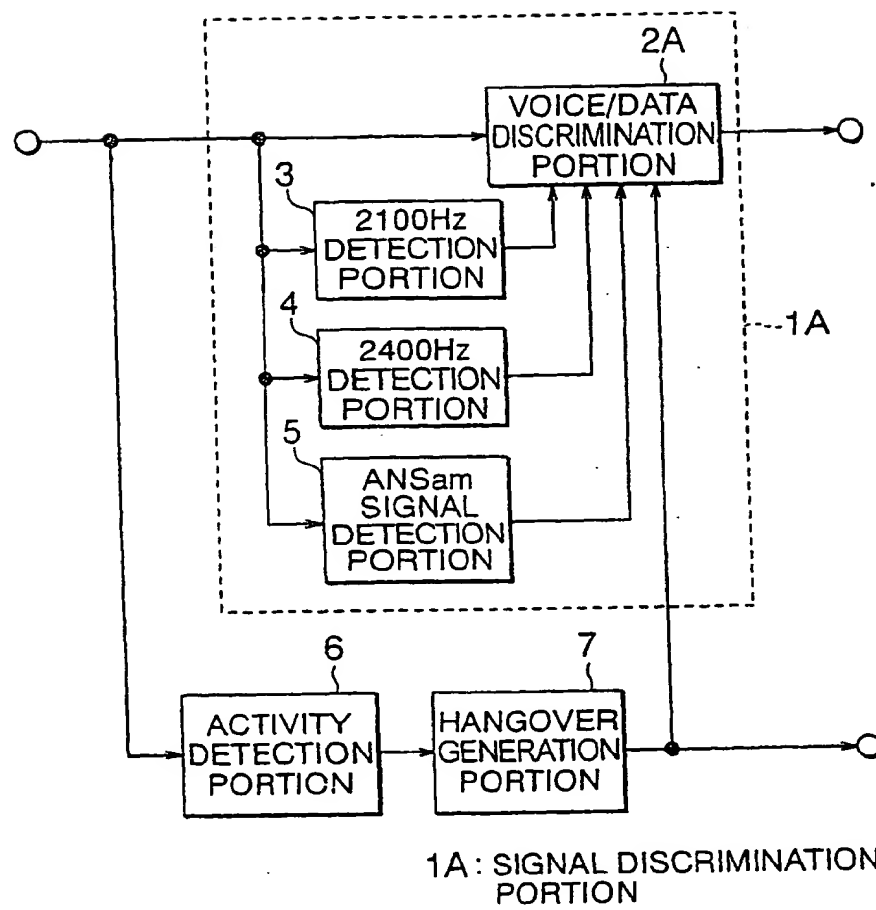 2A
VOICE/DATA
DISCRIMINATION
PORTION
3
2100Hz
DETECTION
PORTION
1A
4
2400Hz
DETECTION
PORTION
5
ANSam
SIGNAL
DETECTION
PORTION
6
ACTIVITY
DETECTION
PORTION
7
HANGOVER
GENERATION
PORTION
1A : SIGNAL DISCRIMINATION
PORTION